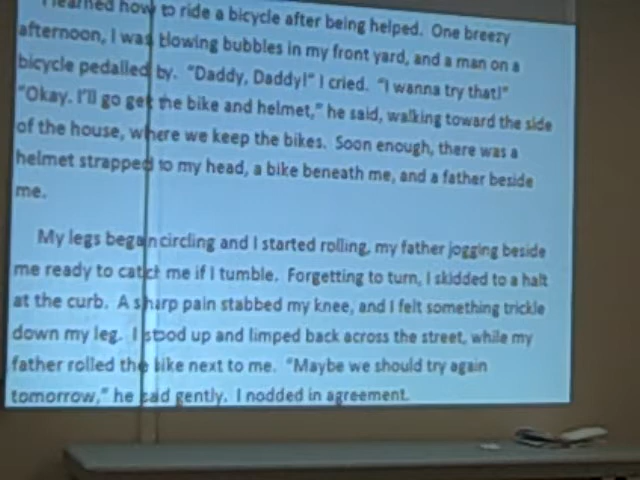 I learned how to ride a bicycle after being helped. One breezy
afternoon, I was blowing bubbles in my front yard, and a man on a
bicycle pedalled by. "Daddy, Daddy!" I cried. "I wanna try that!"
"Okay. I'll go get the bike and helmet," he said, walking toward the side
of the house, where we keep the bikes. Soon enough, there was a
helmet strapped to my head, a bike beneath me, and a father beside
me.
My legs began circling and I started rolling, my father jogging beside
me ready to catch me if I tumble. Forgetting to turn, I skidded to a halt
at the curb. A sharp pain stabbed my knee, and I felt something trickle
down my leg. I stood up and limped back across the street, while my
father rolled the bike next to me. "Maybe we should try again
tomorrow," he said gently. I nodded in agreement.